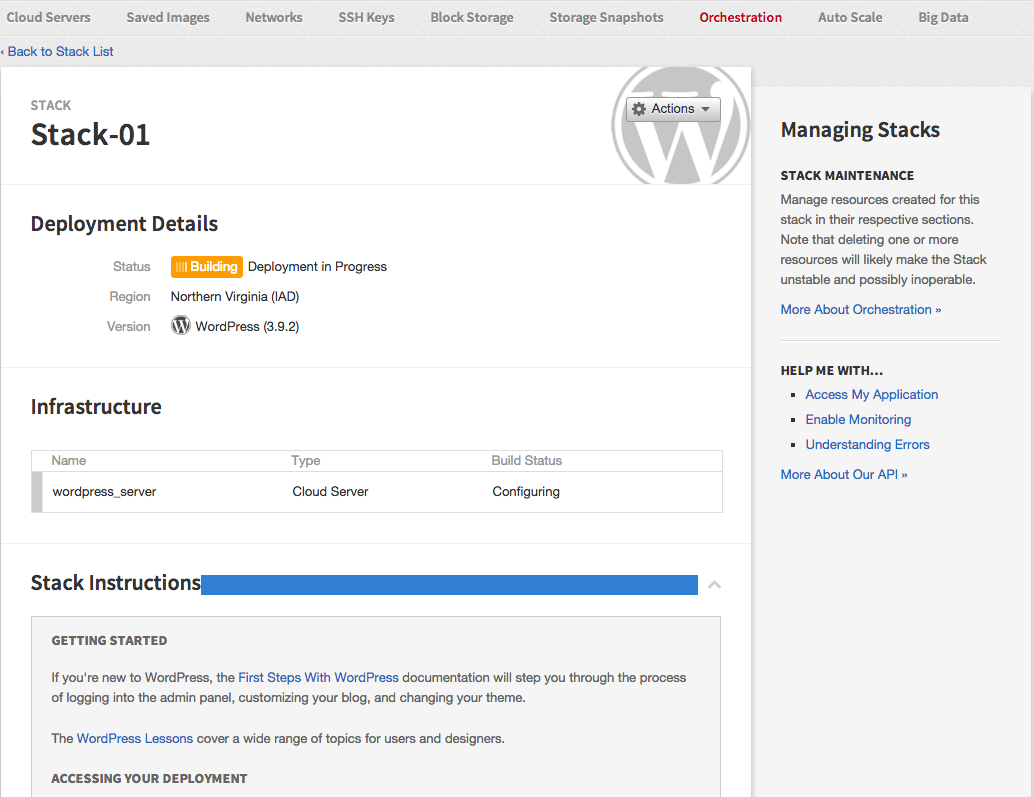 Cloud Servers Saved Images Networks SSH Keys Block Storage Storage Snapshots Orchestration Auto Scale Big Data
‹ Back to Stack List
STACK
Stack-01
Actions
Deployment Details
Status Building Deployment in Progress
Region Northern Virginia (IAD)
Version WordPress (3.9.2)
Infrastructure
Name Type Build Status
wordpress_server Cloud Server Configuring
Stack Instructions
GETTING STARTED
If you're new to WordPress, the First Steps With WordPress documentation will step you through the process
of logging into the admin panel, customizing your blog, and changing your theme.
The WordPress Lessons cover a wide range of topics for users and designers.
ACCESSING YOUR DEPLOYMENT
Managing Stacks
STACK MAINTENANCE
Manage resources created for this
stack in their respective sections.
Note that deleting one or more
resources will likely make the Stack
unstable and possibly inoperable.
More About Orchestration »
HELP ME WITH...
Access My Application
Enable Monitoring
Understanding Errors
More About Our API »